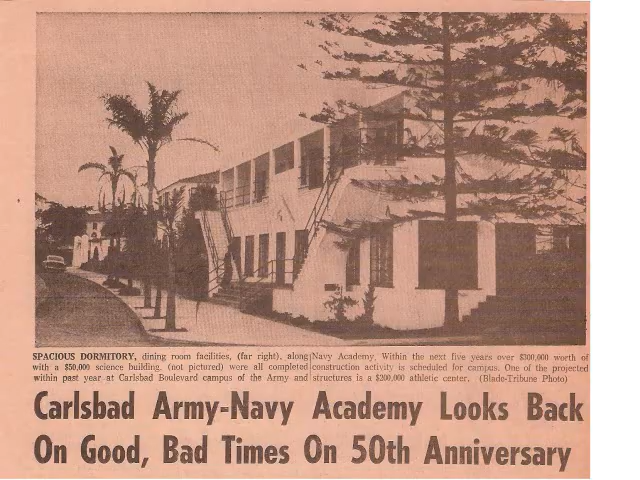 SPACIOUS DORMITORY, dining room facilities, (far right), along
with a $50,000 science building. (not pictured) were all completed
within past year at Carlsbad Boulevard campus of the Army and
Navy Academy. Within the next five years over $300,000 worth of
construction activity is scheduled for campus. One of the projected
structures is a $200,000 athletic center. (Blade-Tribune Photo)
Carlsbad Army-Navy Academy Looks Back
On Good, Bad Times On 50th Anniversary